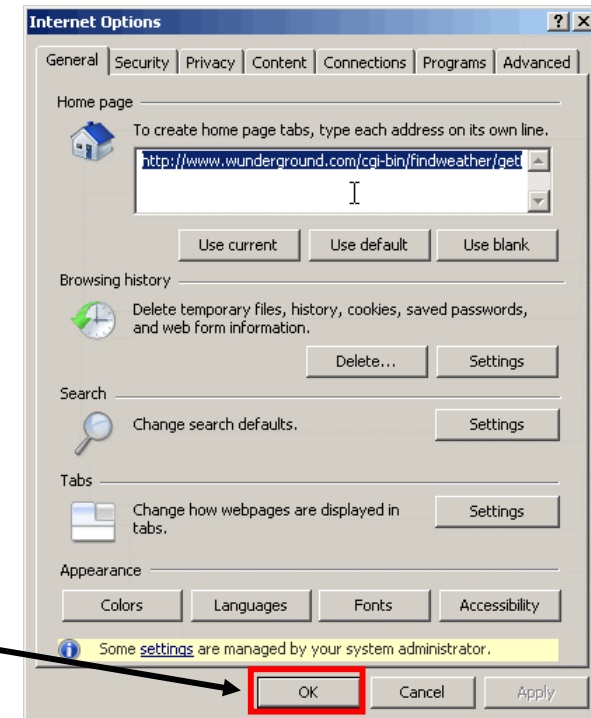 Internet Options
General Security Privacy Content Connections Programs Advanced
Home page
To create home page tabs, type each address on its own line.
http://www.wunderground.com/cgi-bin/findweather/get
Use current Use default Use blank
Browsing history
Delete temporary files, history, cookies, saved passwords,
and web form information.
Delete... Settings
Search
Change search defaults. Settings
Tabs
Change how webpages are displayed in
tabs.
Settings
Appearance
Colors Languages Fonts Accessibility
Some settings are managed by your system administrator.
OK Cancel Apply